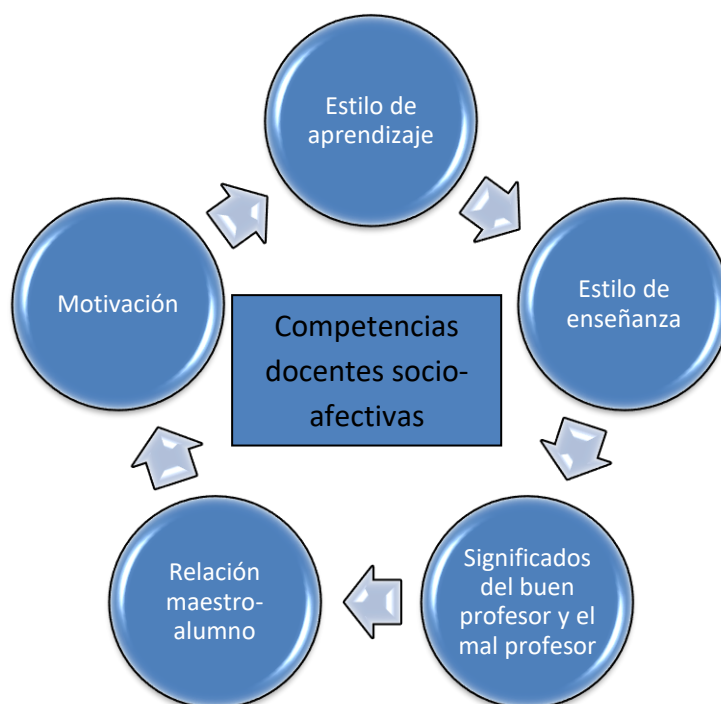 Estilo de
aprendizaje
Estilo de
enseñanza
Significados
del buen
profesor y el
mal profesor
Relación
maestro-
alumno
Motivación
Competencias
docentes socio-
afectivas